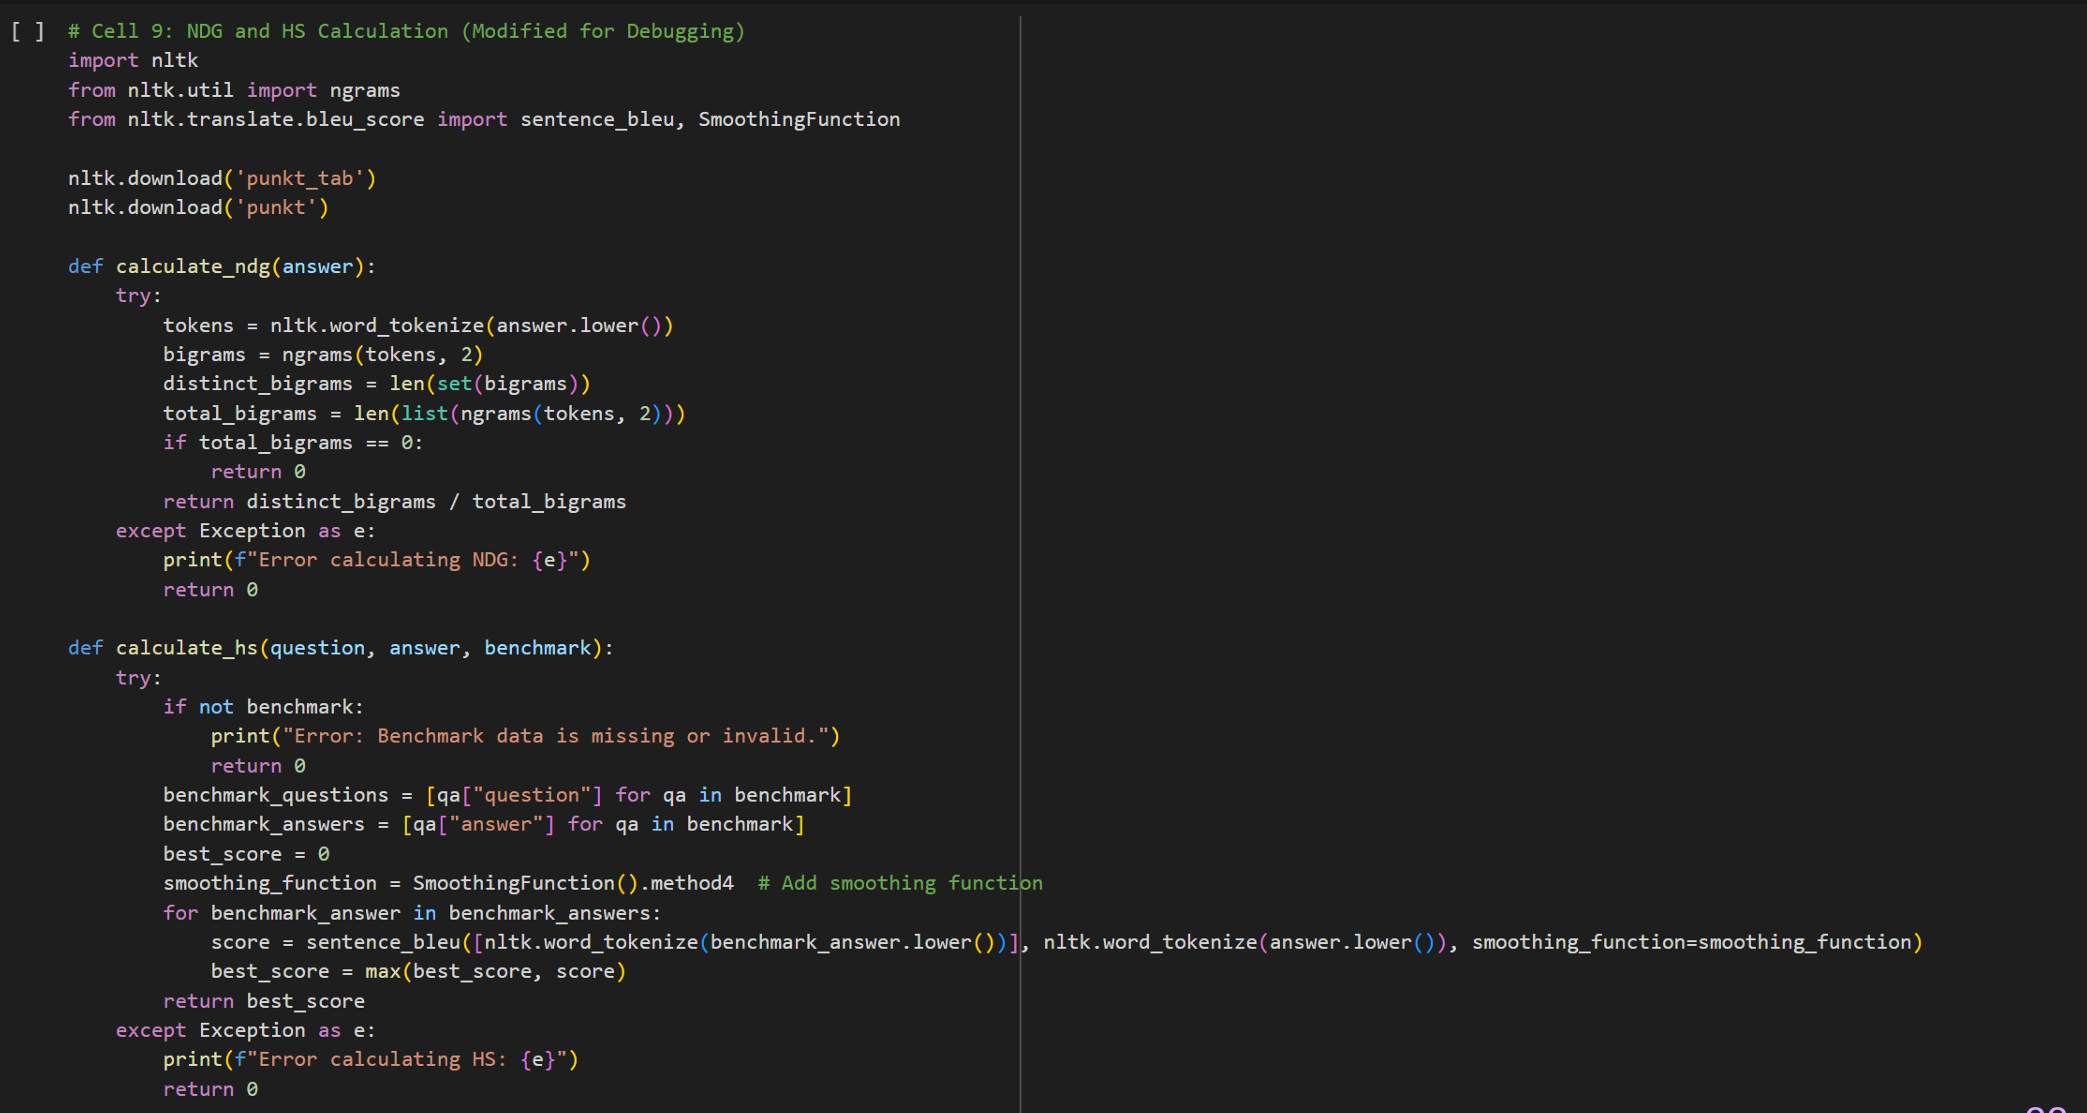 [ ] # Cell 9: NDG and HS Calculation (Modified for Debugging)
import nltk
from nltk.util import ngrams
from nltk.translate.bleu_score import sentence_bleu, SmoothingFunction

nltk.download('punkt_tab')
nltk.download('punkt')

def calculate_ndg(answer):
    try:
        tokens = nltk.word_tokenize(answer.lower())
        bigrams = ngrams(tokens, 2)
        distinct_bigrams = len(set(bigrams))
        total_bigrams = len(list(ngrams(tokens, 2)))
        if total_bigrams == 0:
            return 0
        return distinct_bigrams / total_bigrams
    except Exception as e:
        print(f"Error calculating NDG: {e}")
        return 0

def calculate_hs(question, answer, benchmark):
    try:
        if not benchmark:
            print("Error: Benchmark data is missing or invalid.")
            return 0
        benchmark_questions = [qa["question"] for qa in benchmark]
        benchmark_answers = [qa["answer"] for qa in benchmark]
        best_score = 0
        smoothing_function = SmoothingFunction().method4  # Add smoothing function
        for benchmark_answer in benchmark_answers:
            score = sentence_bleu([nltk.word_tokenize(benchmark_answer.lower())], nltk.word_tokenize(answer.lower()), smoothing_function=smoothing_function)
            best_score = max(best_score, score)
        return best_score
    except Exception as e:
        print(f"Error calculating HS: {e}")
        return 0